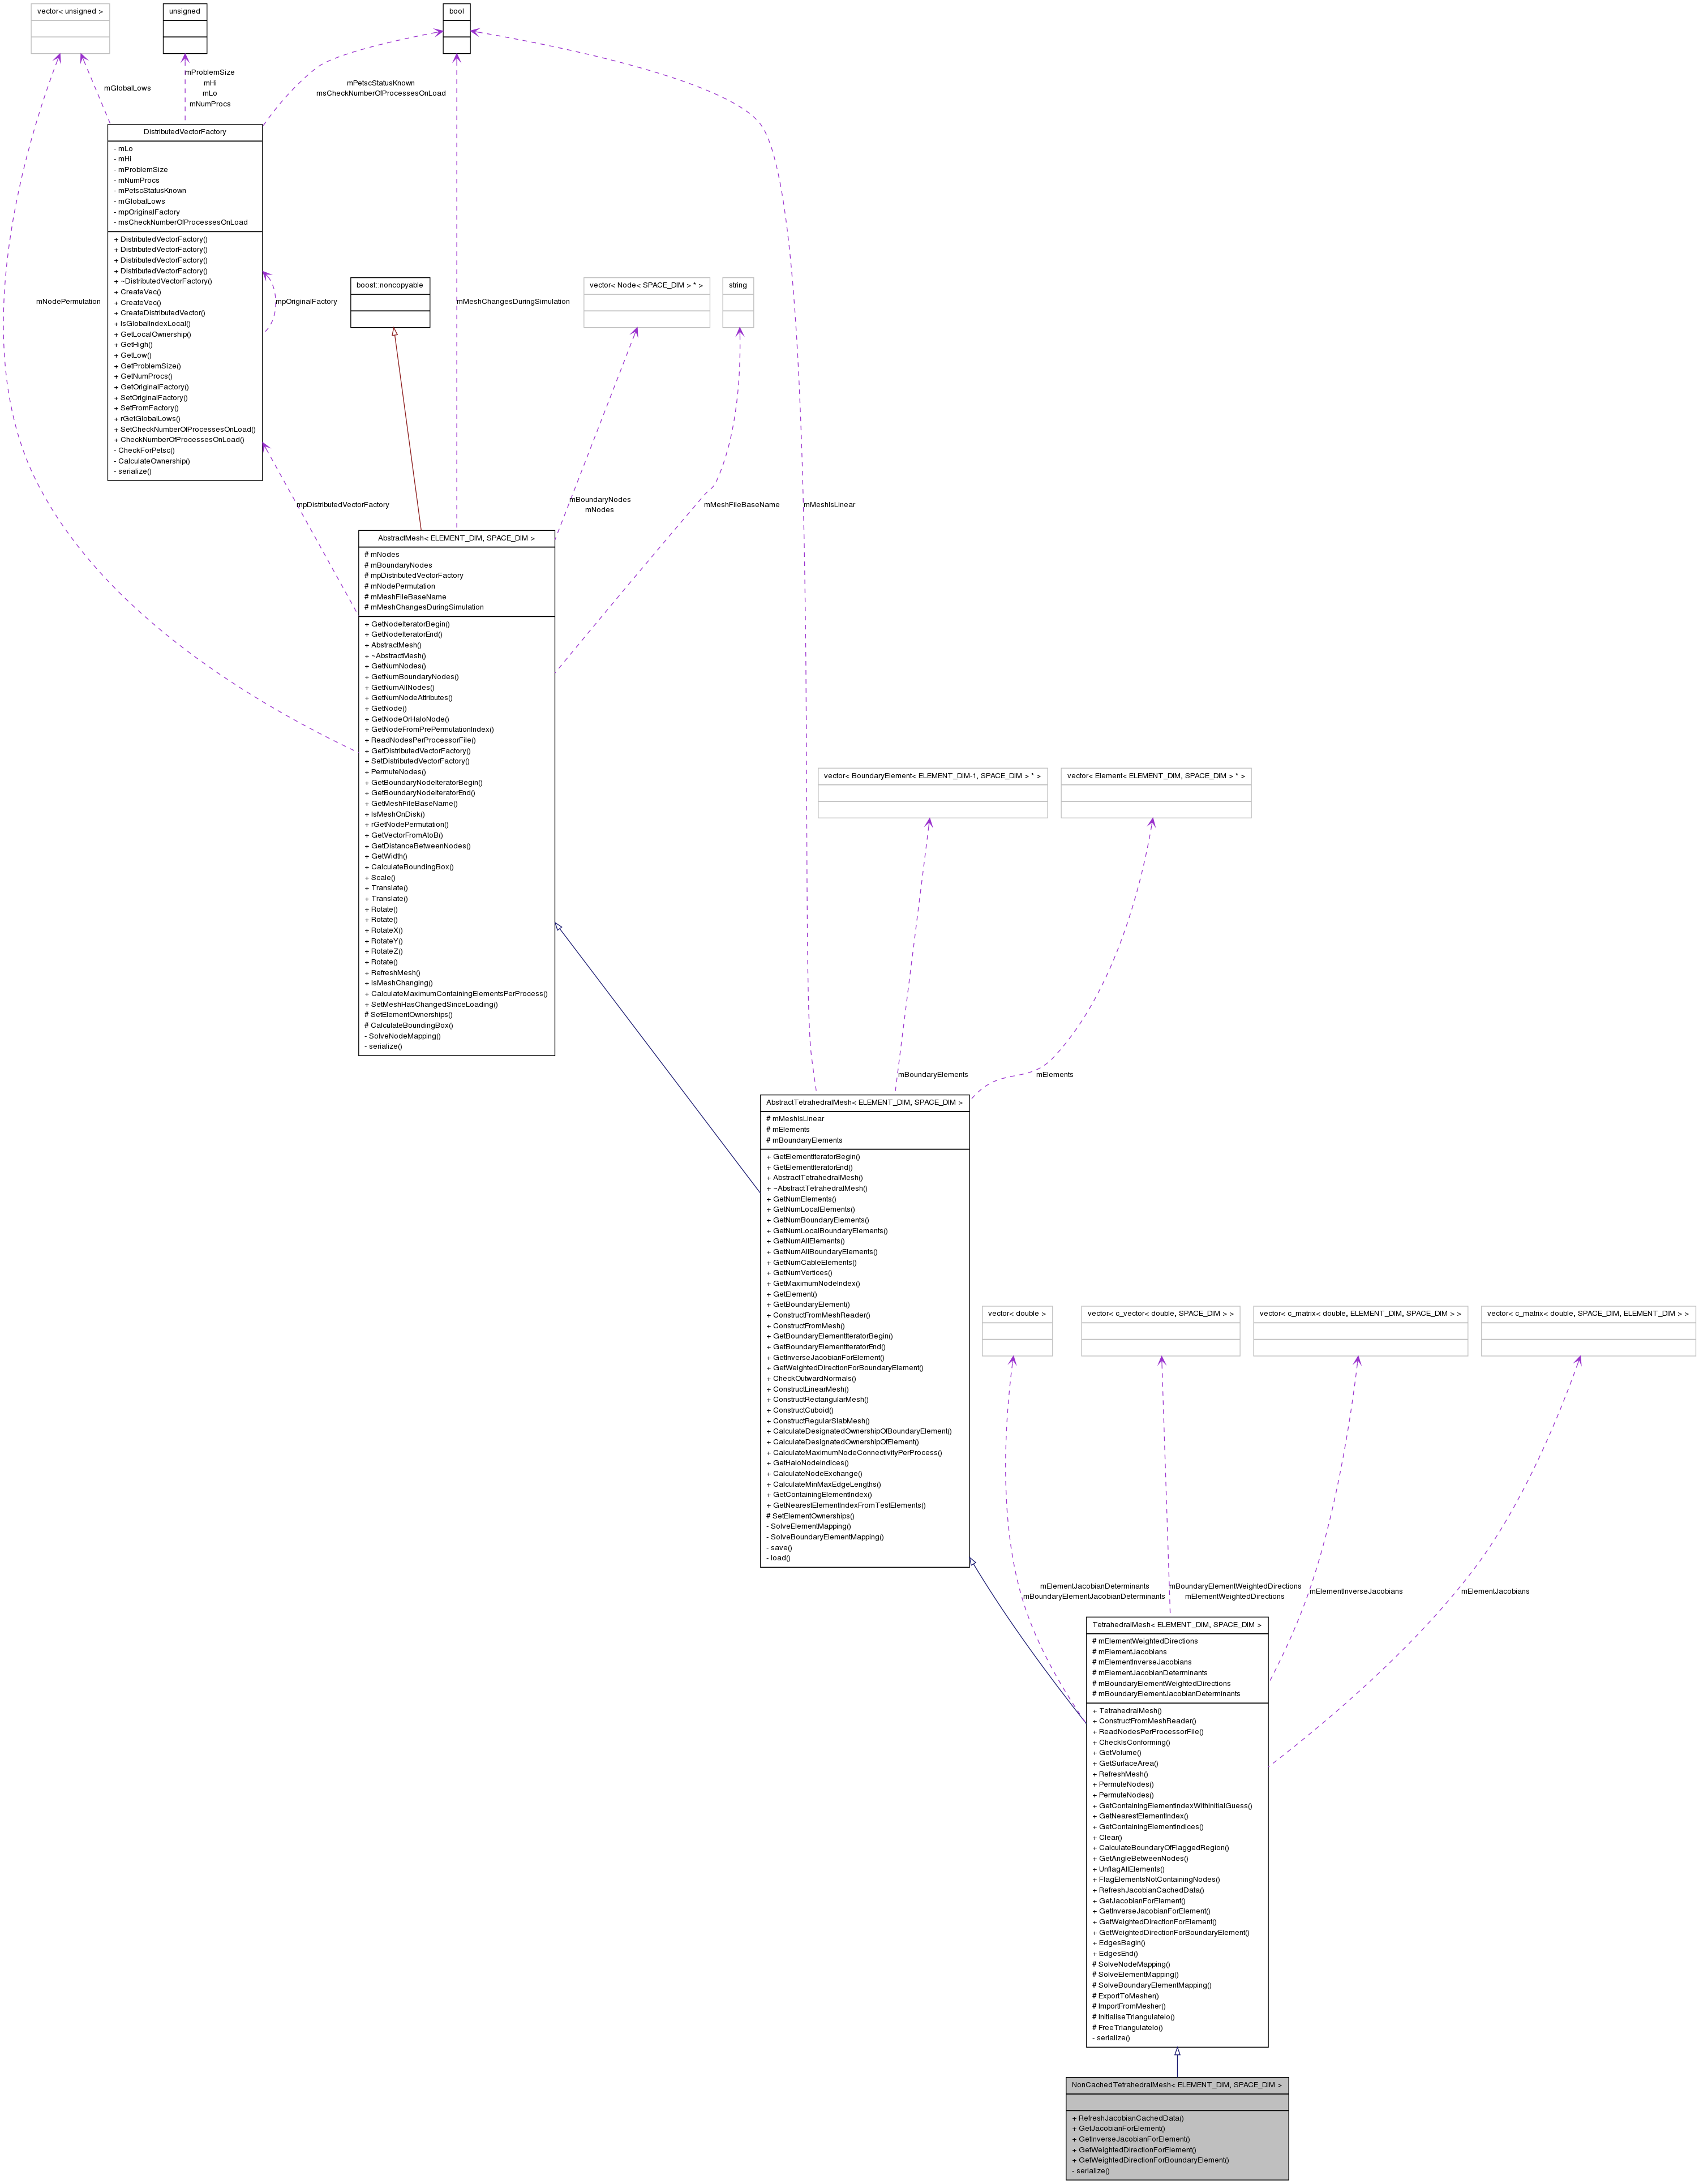 vector< unsigned >
unsigned
bool
mGlobalLows
mProblemSize
mHi
mLo
mNumProcs
mPetscStatusKnown
msCheckNumberOfProcessesOnLoad
DistributedVectorFactory
- mLo
- mHi
- mProblemSize
- mNumProcs
- mPetscStatusKnown
- mGlobalLows
- mpOriginalFactory
- msCheckNumberOfProcessesOnLoad
+ DistributedVectorFactory()
+ DistributedVectorFactory()
+ DistributedVectorFactory()
+ DistributedVectorFactory()
+ ~DistributedVectorFactory()
+ CreateVec()
+ CreateVec()
+ CreateDistributedVector()
+ IsGlobalIndexLocal()
+ GetLocalOwnership()
+ GetHigh()
+ GetLow()
+ GetProblemSize()
+ GetNumProcs()
+ GetOriginalFactory()
+ SetOriginalFactory()
+ SetFromFactory()
+ rGetGlobalLows()
+ SetCheckNumberOfProcessesOnLoad()
+ CheckNumberOfProcessesOnLoad()
- CheckForPetsc()
- CalculateOwnership()
- serialize()
mNodePermutation
mpOriginalFactory
boost::noncopyable
mMeshChangesDuringSimulation
vector< Node< SPACE_DIM > * >
string
mpDistributedVectorFactory
mBoundaryNodes
mNodes
mMeshFileBaseName
mMeshIsLinear
AbstractMesh< ELEMENT_DIM, SPACE_DIM >
# mNodes
# mBoundaryNodes
# mpDistributedVectorFactory
# mNodePermutation
# mMeshFileBaseName
# mMeshChangesDuringSimulation
+ GetNodeIteratorBegin()
+ GetNodeIteratorEnd()
+ AbstractMesh()
+ ~AbstractMesh()
+ GetNumNodes()
+ GetNumBoundaryNodes()
+ GetNumAllNodes()
+ GetNumNodeAttributes()
+ GetNode()
+ GetNodeOrHaloNode()
+ GetNodeFromPrePermutationIndex()
+ ReadNodesPerProcessorFile()
+ GetDistributedVectorFactory()
+ SetDistributedVectorFactory()
+ PermuteNodes()
+ GetBoundaryNodeIteratorBegin()
+ GetBoundaryNodeIteratorEnd()
+ GetMeshFileBaseName()
+ IsMeshOnDisk()
+ rGetNodePermutation()
+ GetVectorFromAtoB()
+ GetDistanceBetweenNodes()
+ GetWidth()
+ CalculateBoundingBox()
+ Scale()
+ Translate()
+ Translate()
+ Rotate()
+ Rotate()
+ RotateX()
+ RotateY()
+ RotateZ()
+ Rotate()
+ RefreshMesh()
+ IsMeshChanging()
+ CalculateMaximumContainingElementsPerProcess()
+ SetMeshHasChangedSinceLoading()
# SetElementOwnerships()
# CalculateBoundingBox()
- SolveNodeMapping()
- serialize()
vector< BoundaryElement< ELEMENT_DIM-1, SPACE_DIM > * >
vector< Element< ELEMENT_DIM, SPACE_DIM > * >
mBoundaryElements
mElements
AbstractTetrahedralMesh< ELEMENT_DIM, SPACE_DIM >
# mMeshIsLinear
# mElements
# mBoundaryElements
+ GetElementIteratorBegin()
+ GetElementIteratorEnd()
+ AbstractTetrahedralMesh()
+ ~AbstractTetrahedralMesh()
+ GetNumElements()
+ GetNumLocalElements()
+ GetNumBoundaryElements()
+ GetNumLocalBoundaryElements()
+ GetNumAllElements()
+ GetNumAllBoundaryElements()
+ GetNumCableElements()
+ GetNumVertices()
+ GetMaximumNodeIndex()
+ GetElement()
+ GetBoundaryElement()
+ ConstructFromMeshReader()
+ ConstructFromMesh()
+ GetBoundaryElementIteratorBegin()
+ GetBoundaryElementIteratorEnd()
+ GetInverseJacobianForElement()
+ GetWeightedDirectionForBoundaryElement()
+ CheckOutwardNormals()
+ ConstructLinearMesh()
+ ConstructRectangularMesh()
+ ConstructCuboid()
+ ConstructRegularSlabMesh()
+ CalculateDesignatedOwnershipOfBoundaryElement()
+ CalculateDesignatedOwnershipOfElement()
+ CalculateMaximumNodeConnectivityPerProcess()
+ GetHaloNodeIndices()
+ CalculateNodeExchange()
+ CalculateMinMaxEdgeLengths()
+ GetContainingElementIndex()
+ GetNearestElementIndexFromTestElements()
# SetElementOwnerships()
- SolveElementMapping()
- SolveBoundaryElementMapping()
- save()
- load()
vector< double >
vector< c_vector< double, SPACE_DIM > >
vector< c_matrix< double, ELEMENT_DIM, SPACE_DIM > >
vector< c_matrix< double, SPACE_DIM, ELEMENT_DIM > >
mElementJacobianDeterminants
mBoundaryElementJacobianDeterminants
mBoundaryElementWeightedDirections
mElementWeightedDirections
mElementInverseJacobians
mElementJacobians
TetrahedralMesh< ELEMENT_DIM, SPACE_DIM >
# mElementWeightedDirections
# mElementJacobians
# mElementInverseJacobians
# mElementJacobianDeterminants
# mBoundaryElementWeightedDirections
# mBoundaryElementJacobianDeterminants
+ TetrahedralMesh()
+ ConstructFromMeshReader()
+ ReadNodesPerProcessorFile()
+ CheckIsConforming()
+ GetVolume()
+ GetSurfaceArea()
+ RefreshMesh()
+ PermuteNodes()
+ PermuteNodes()
+ GetContainingElementIndexWithInitialGuess()
+ GetNearestElementIndex()
+ GetContainingElementIndices()
+ Clear()
+ CalculateBoundaryOfFlaggedRegion()
+ GetAngleBetweenNodes()
+ UnflagAllElements()
+ FlagElementsNotContainingNodes()
+ RefreshJacobianCachedData()
+ GetJacobianForElement()
+ GetInverseJacobianForElement()
+ GetWeightedDirectionForElement()
+ GetWeightedDirectionForBoundaryElement()
+ EdgesBegin()
+ EdgesEnd()
# SolveNodeMapping()
# SolveElementMapping()
# SolveBoundaryElementMapping()
# ExportToMesher()
# ImportFromMesher()
# InitialiseTriangulateIo()
# FreeTriangulateIo()
- serialize()
NonCachedTetrahedralMesh< ELEMENT_DIM, SPACE_DIM >
+ RefreshJacobianCachedData()
+ GetJacobianForElement()
+ GetInverseJacobianForElement()
+ GetWeightedDirectionForElement()
+ GetWeightedDirectionForBoundaryElement()
- serialize()